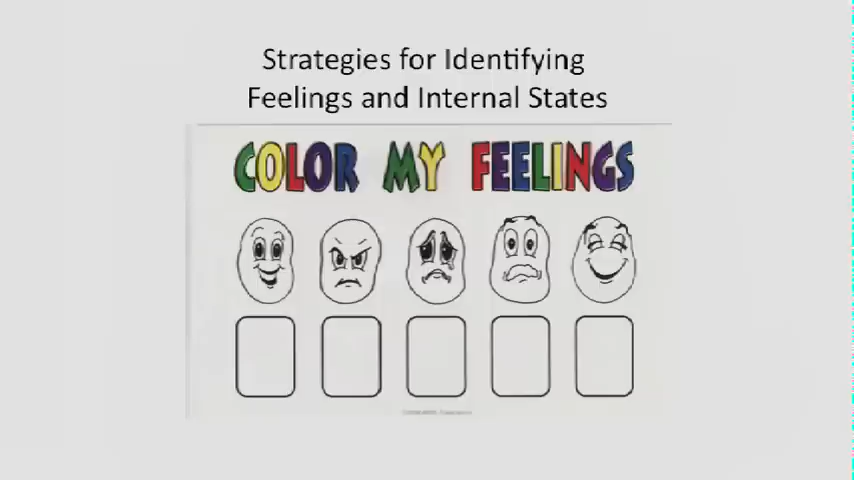 Strategies for Identifying
Feelings and Internal States
COLOR MY FEELINGS